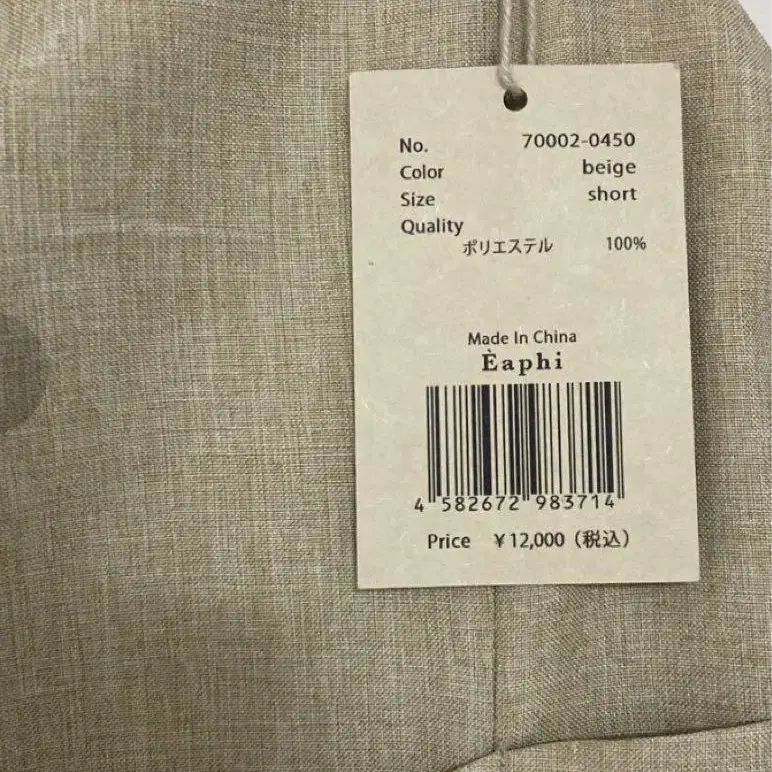 No. 70002-0450
Color beige
Size short
Quality
ポリエステル 100%
Made In China
Èaphi
4 582672 983714
Price ¥12,000（税込）